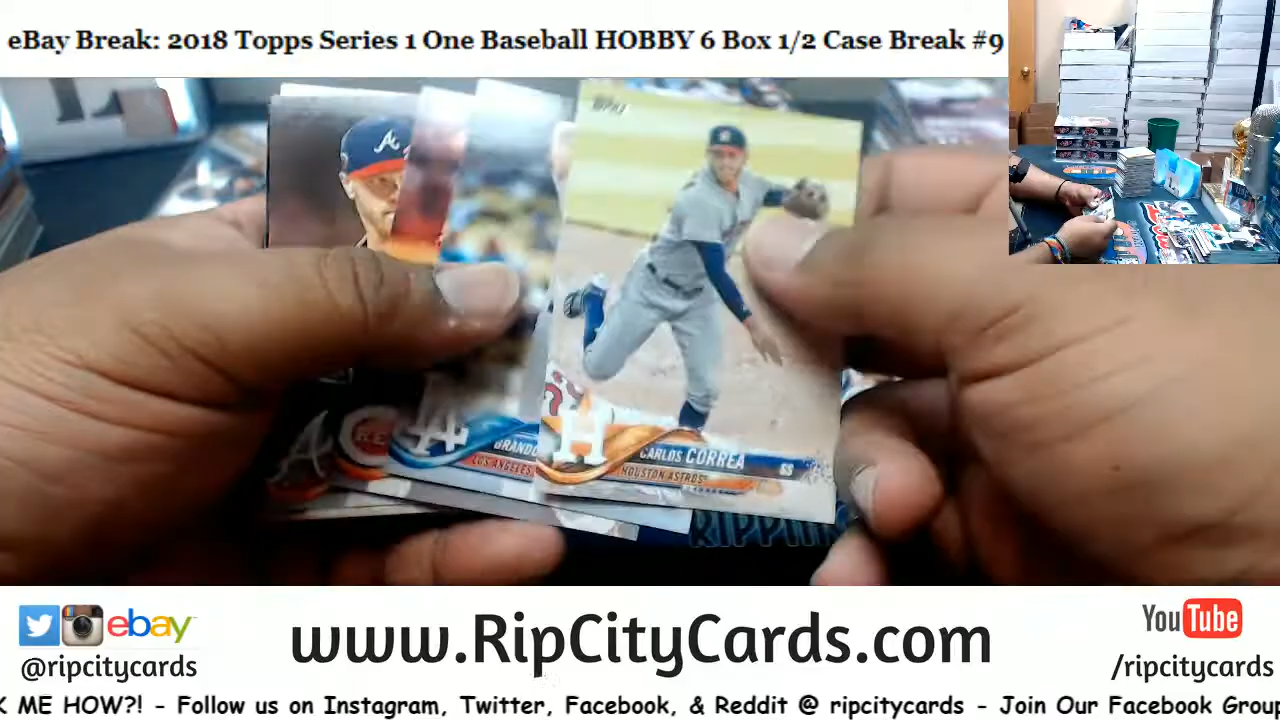 eBay Break: 2018 Topps Series 1 One Baseball HOBBY 6 Box 1/2 Case Break #9
CARLOS CORREA SS
HOUSTON ASTROS
LOS ANGELES
RIPPIN
ebay
www.RipCityCards.com
YouTube
@ripcitycards
/ripcitycards
K ME HOW?! - Follow us on Instagram, Twitter, Facebook, & Reddit @ ripcitycards - Join Our Facebook Group